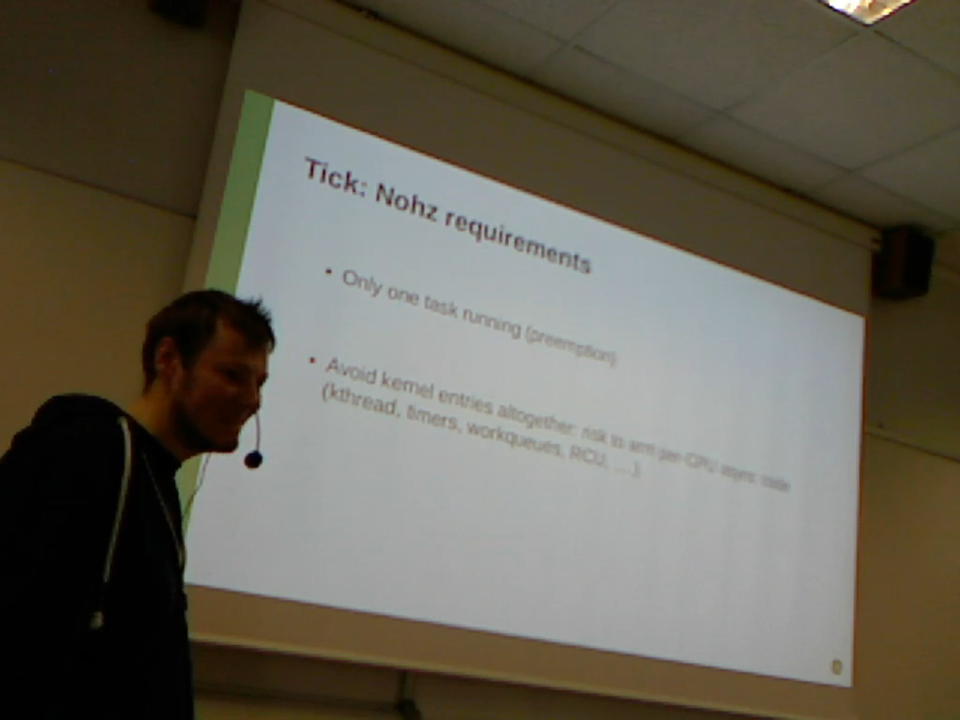 Tick: Nohz requirements
• Only one task running (preemption)
• Avoid kernel entries altogether: risk to arm per-CPU async code
(kthread, timers, workqueues, RCU, ...)